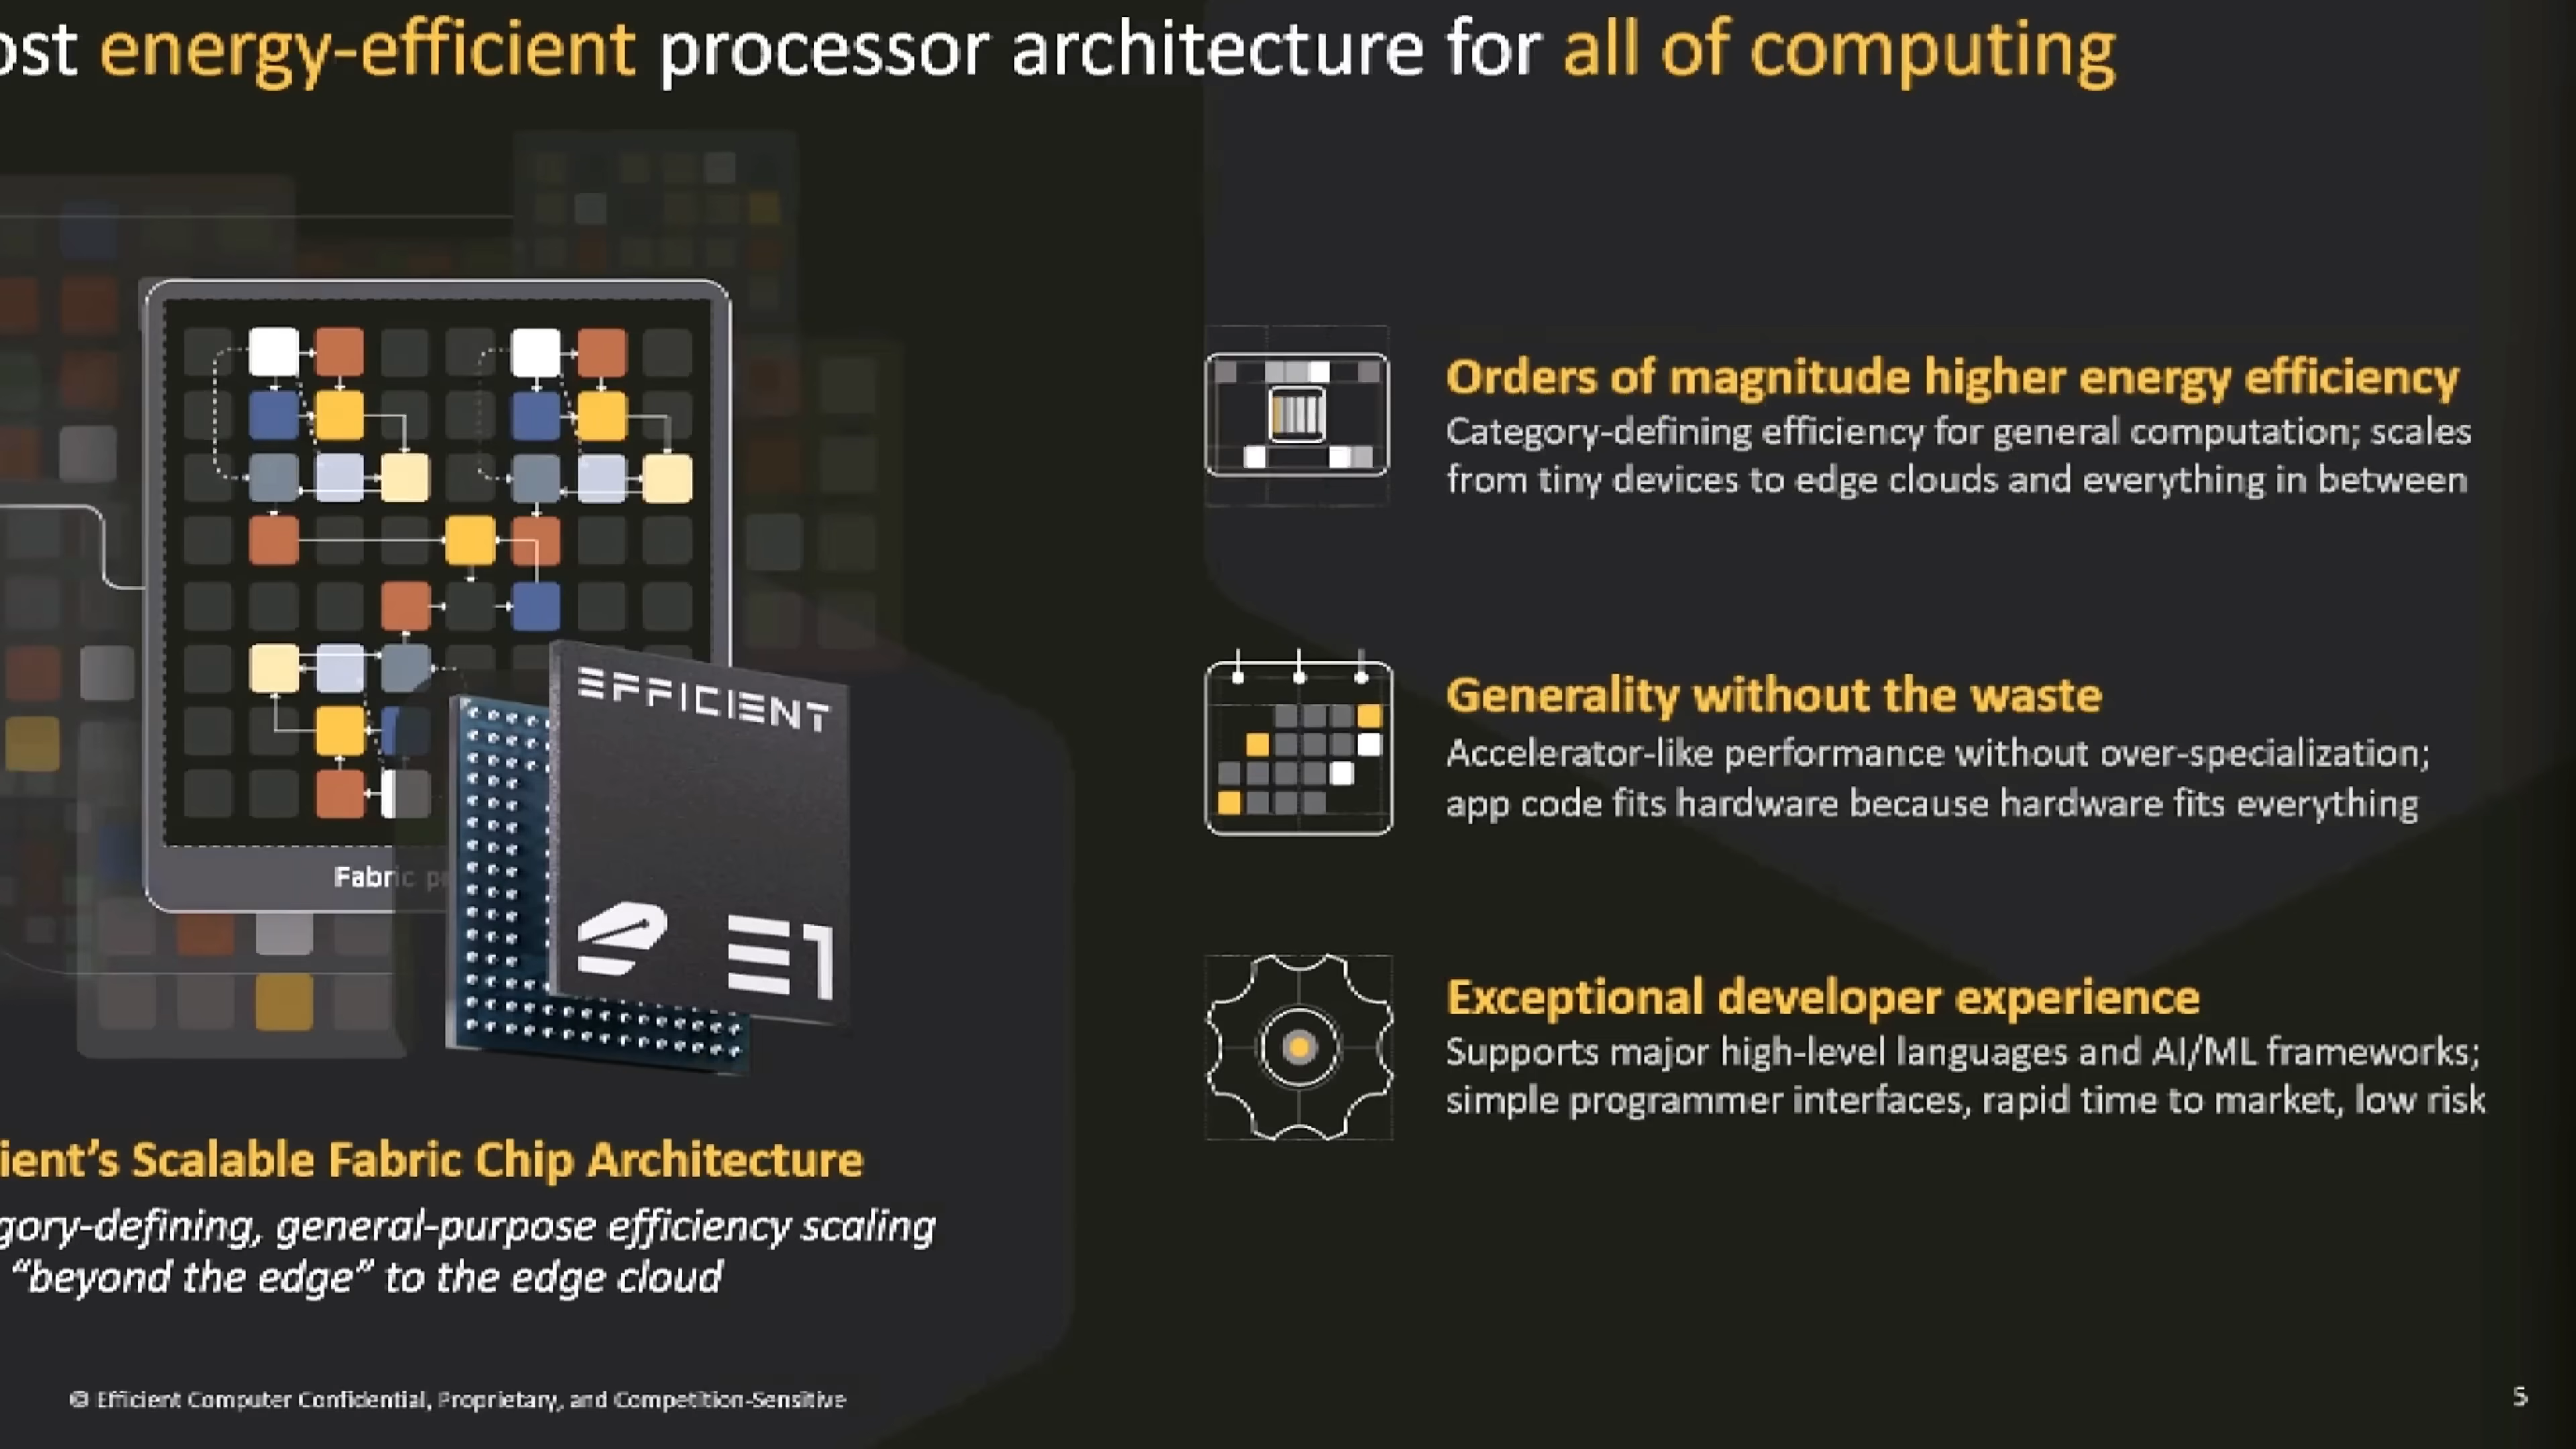 energy-efficient processor architecture for all of computing
Fabric
EFFICIENT
E1
Scalable Fabric Chip Architecture
general-purpose efficiency scaling
“beyond the edge” to the edge cloud
Orders of magnitude higher energy efficiency
Category-defining efficiency for general computation; scales
from tiny devices to edge clouds and everything in between
Generality without the waste
Accelerator-like performance without over-specialization;
app code fits hardware because hardware fits everything
Exceptional developer experience
Supports major high-level languages and AI/ML frameworks;
simple programmer interfaces, rapid time to market, low risk
© Efficient Computer Confidential, Proprietary, and Competition-Sensitive
5